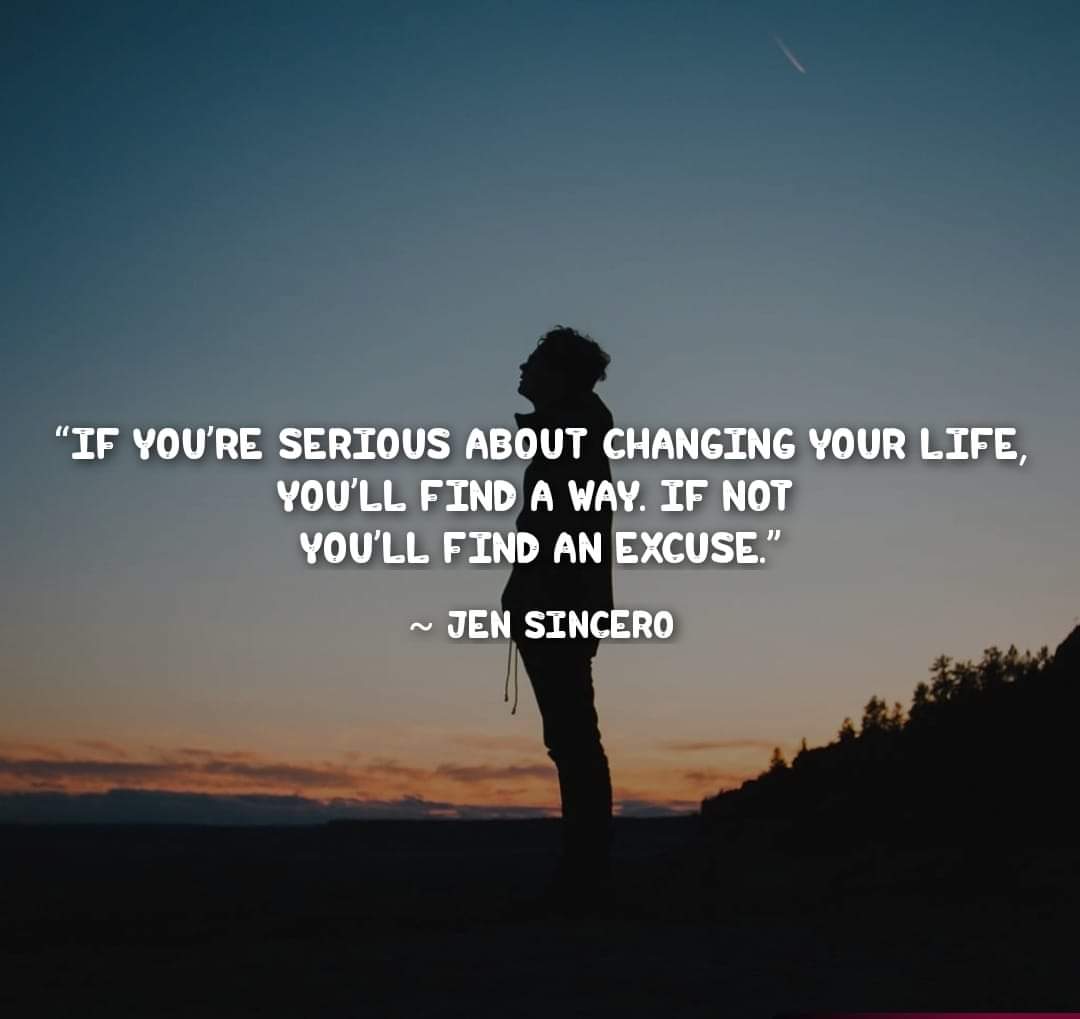 “IF YOU’RE SERIOUS ABOUT CHANGING YOUR LIFE,
YOU’LL FIND A WAY. IF NOT
YOU’LL FIND AN EXCUSE.”
~ JEN SINCERO